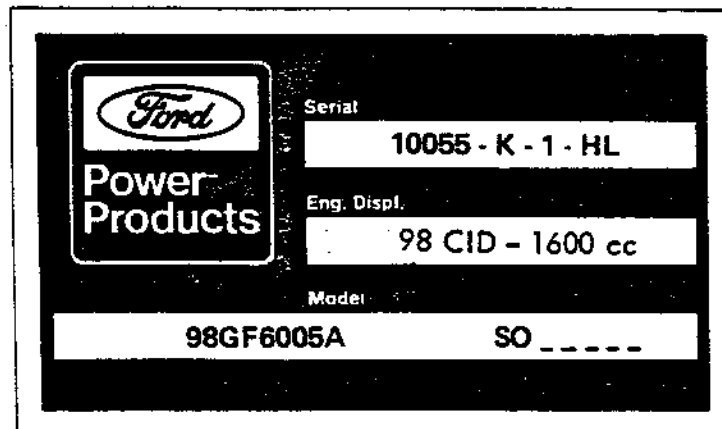 Ford
Power
Products
Serial
10055 - K - 1 - HL
Eng. Displ.
98 CID - 1600 cc
Model
98GF6005A SO _ _ _ _ _